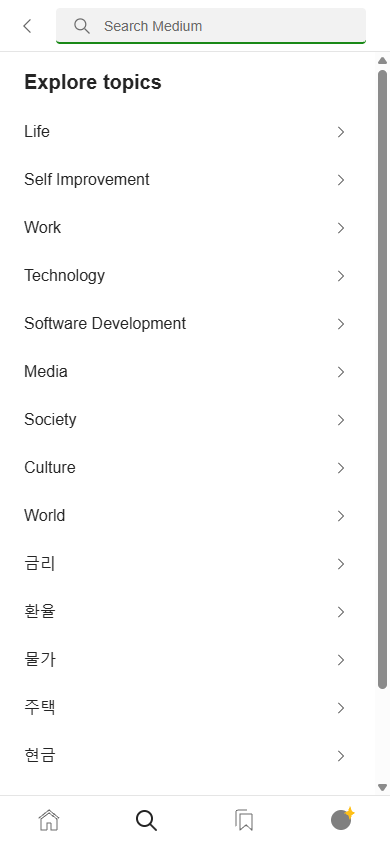 Search Medium
Explore topics
Life
Self Improvement
Work
Technology
Software Development
Media
Society
Culture
World
금리
환율
물가
주택
현금